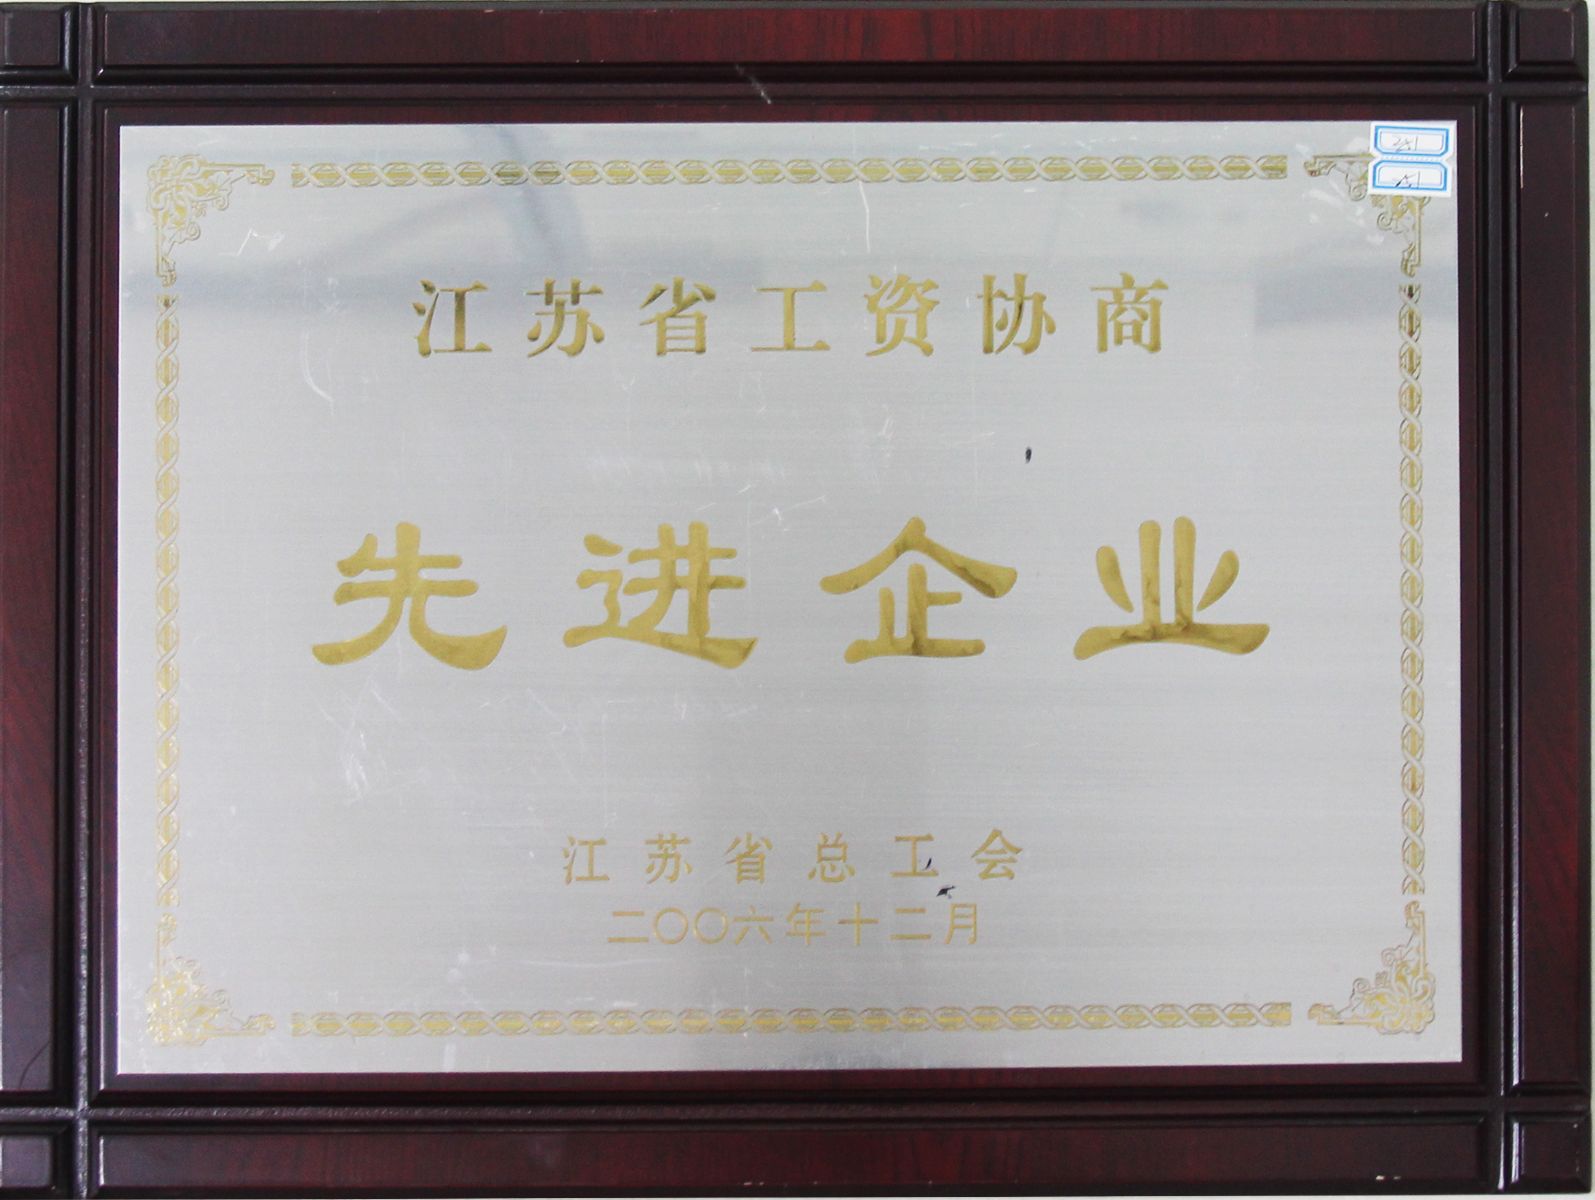 江苏省工资协商
先进企业
江苏省总工会
二〇〇六年十二月